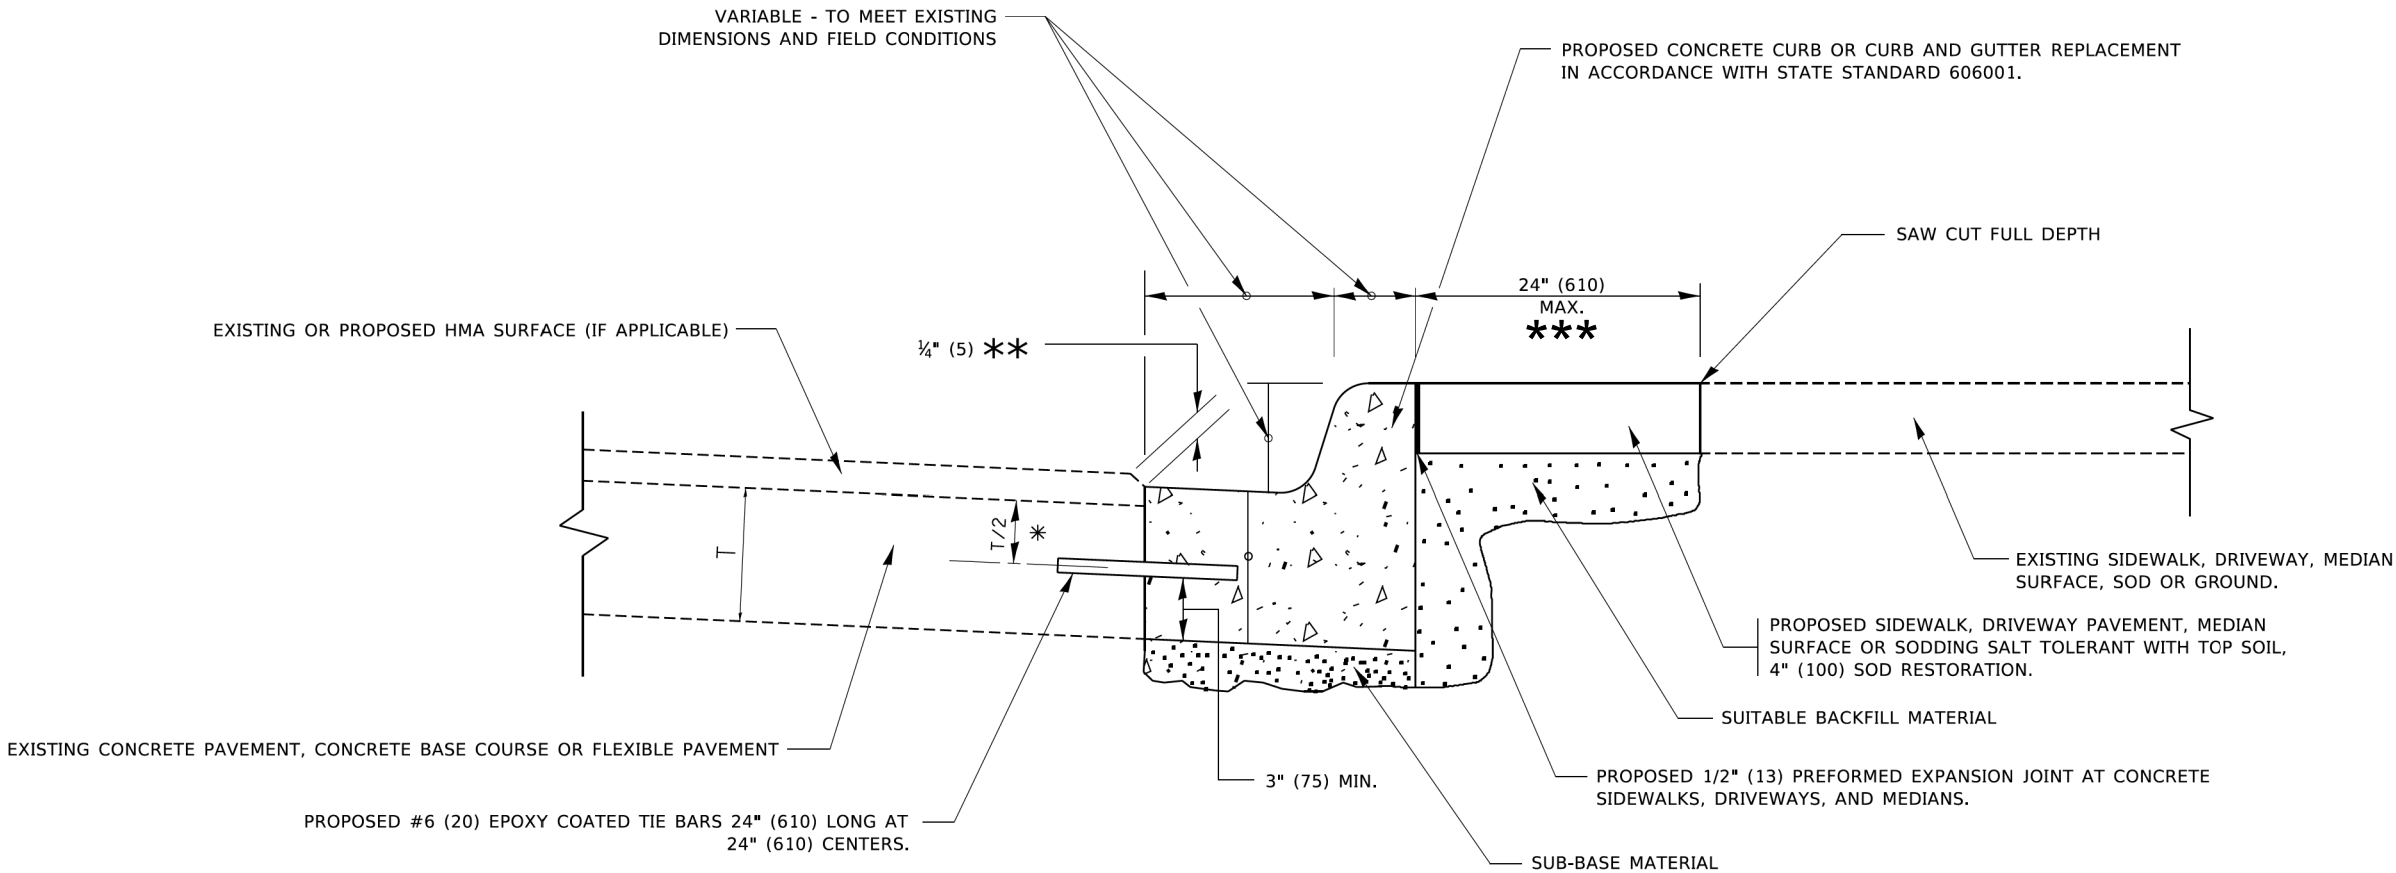 VARIABLE - TO MEET EXISTING
DIMENSIONS AND FIELD CONDITIONS
PROPOSED CONCRETE CURB OR CURB AND GUTTER REPLACEMENT
IN ACCORDANCE WITH STATE STANDARD 606001.
SAW CUT FULL DEPTH
24" (610)
MAX.
***
EXISTING OR PROPOSED HMA SURFACE (IF APPLICABLE)
¼" (5) **
T
T/2 *
EXISTING SIDEWALK, DRIVEWAY, MEDIAN
SURFACE, SOD OR GROUND.
PROPOSED SIDEWALK, DRIVEWAY PAVEMENT, MEDIAN
SURFACE OR SODDING SALT TOLERANT WITH TOP SOIL,
4" (100) SOD RESTORATION.
SUITABLE BACKFILL MATERIAL
EXISTING CONCRETE PAVEMENT, CONCRETE BASE COURSE OR FLEXIBLE PAVEMENT
3" (75) MIN.
PROPOSED 1/2" (13) PREFORMED EXPANSION JOINT AT CONCRETE
SIDEWALKS, DRIVEWAYS, AND MEDIANS.
PROPOSED #6 (20) EPOXY COATED TIE BARS 24" (610) LONG AT
24" (610) CENTERS.
SUB-BASE MATERIAL